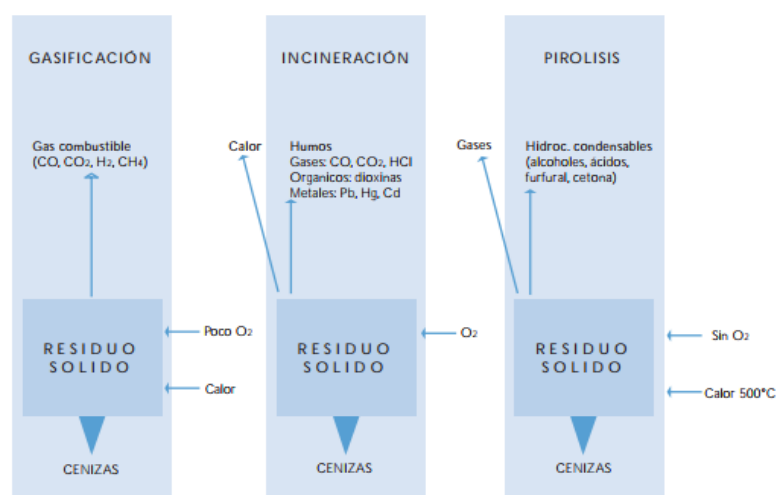 GASIFICACIÓN
Gas combustible
(CO, CO₂, H₂, CH₄)
Poco O₂
RESIDUO
SOLIDO
Calor
CENIZAS
INCINERACIÓN
Calor
Humos
Gases: CO, CO₂, HCl
Organicos: dioxinas
Metales: Pb, Hg, Cd
O₂
RESIDUO
SOLIDO
CENIZAS
PIROLISIS
Gases
Hidroc. condensables
(alcoholes, ácidos,
furfural, cetona)
Sin O₂
RESIDUO
SOLIDO
Calor 500°C
CENIZAS